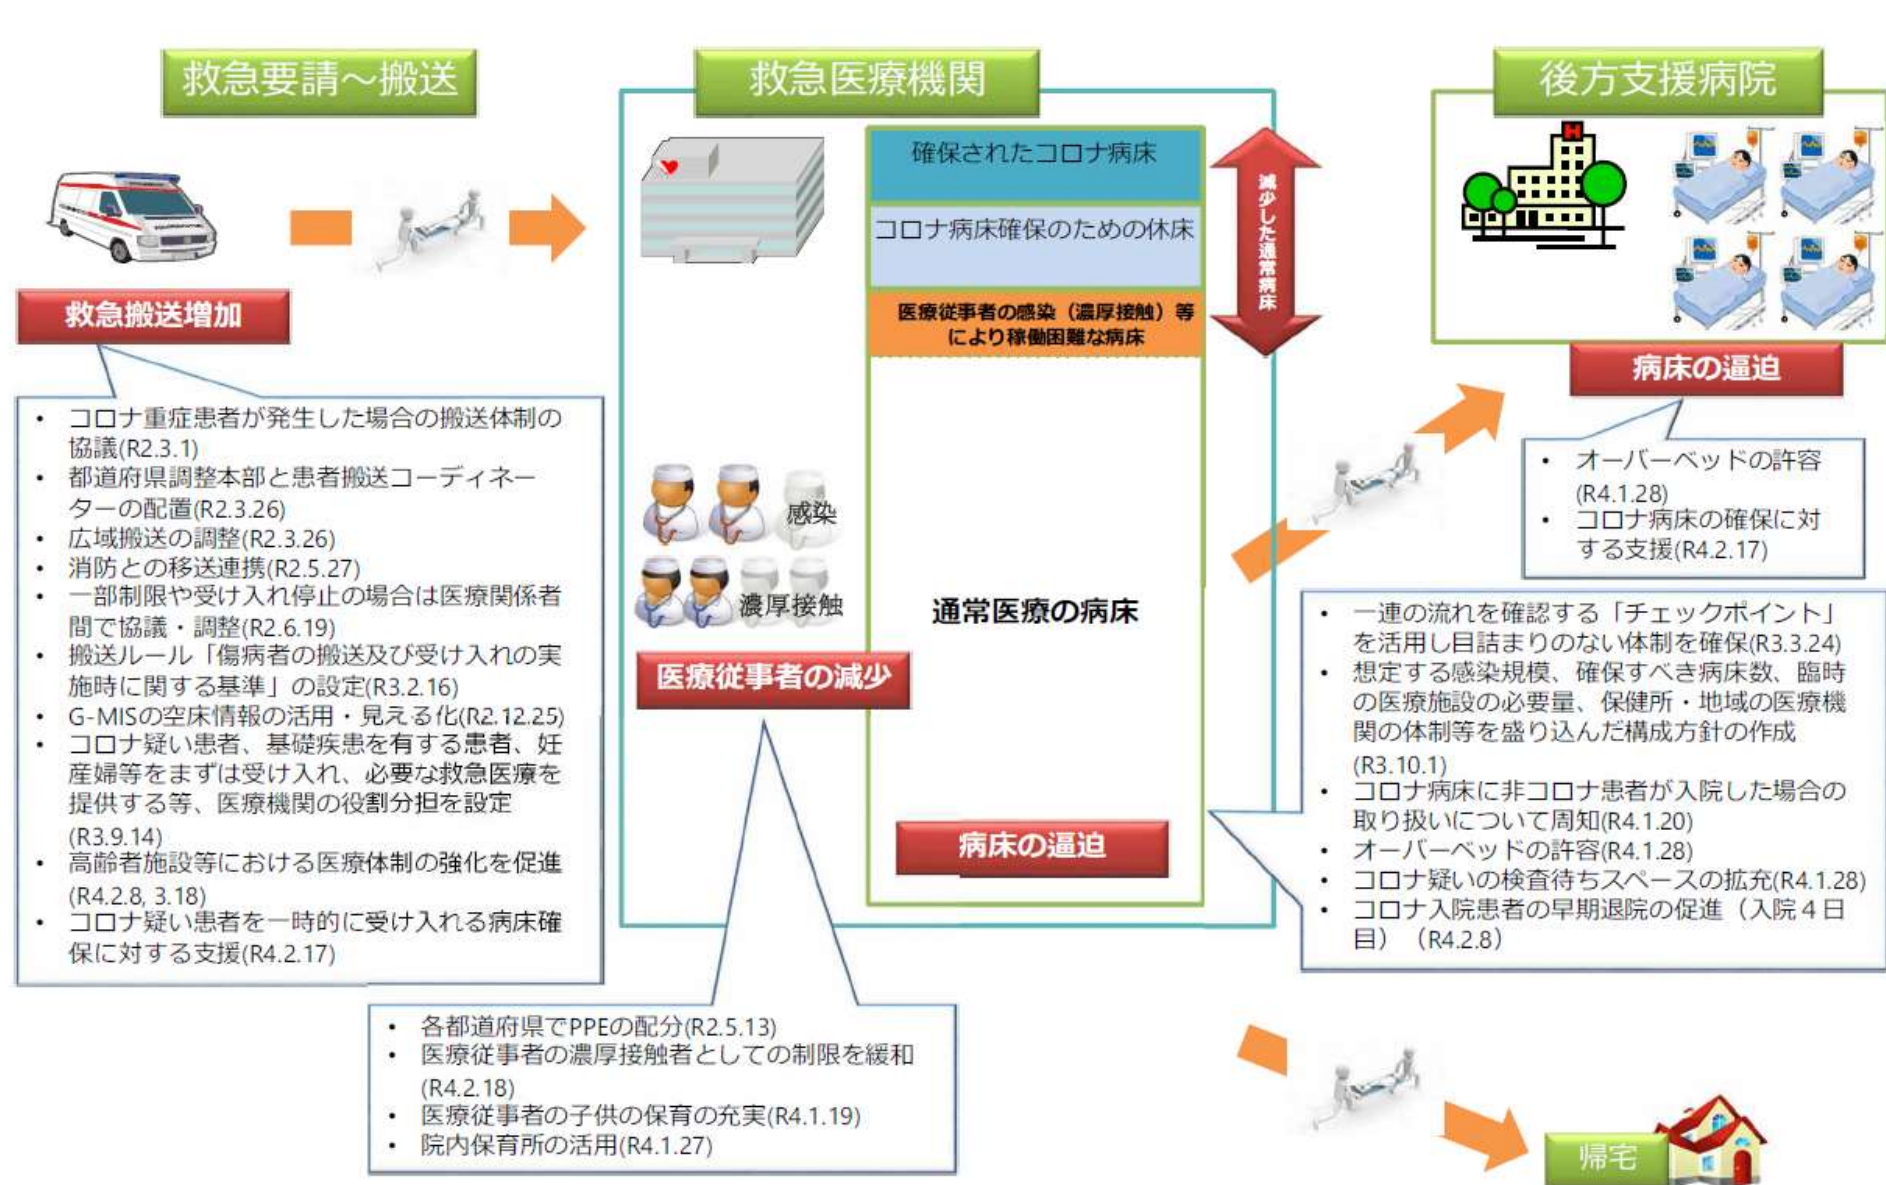 救急要請～搬送
救急搬送増加
• コロナ重症患者が発生した場合の搬送体制の
協議(R2.3.1)
• 都道府県調整本部と患者搬送コーディネー
ターの配置(R2.3.26)
• 広域搬送の調整(R2.3.26)
• 消防との移送連携(R2.5.27)
• 一部制限や受け入れ停止の場合は医療関係者
間で協議・調整(R2.6.19)
• 搬送ルール「傷病者の搬送及び受け入れの実
施時に関する基準」の設定(R3.2.16)
• G-MISの空床情報の活用・見える化(R2.12.25)
• コロナ疑い患者、基礎疾患を有する患者、妊
産婦等をまずは受け入れ、必要な救急医療を
提供する等、医療機関の役割分担を設定
(R3.9.14)
• 高齢者施設等における医療体制の強化を促進
(R4.2.8, 3.18)
• コロナ疑い患者を一時的に受け入れる病床確
保に対する支援(R4.2.17)
救急医療機関
確保されたコロナ病床
コロナ病床確保のための休床
医療従事者の感染（濃厚接触）等
により稼働困難な病床
減少した通常病床
感染
濃厚接触
通常医療の病床
医療従事者の減少
病床の逼迫
• 各都道府県でPPEの配分(R2.5.13)
• 医療従事者の濃厚接触者としての制限を緩和
(R4.2.18)
• 医療従事者の子供の保育の充実(R4.1.19)
• 院内保育所の活用(R4.1.27)
後方支援病院
H
病床の逼迫
• オーバーベッドの許容
(R4.1.28)
• コロナ病床の確保に対
する支援(R4.2.17)
• 一連の流れを確認する「チェックポイント」
を活用し目詰まりのない体制を確保(R3.3.24)
• 想定する感染規模、確保すべき病床数、臨時
の医療施設の必要量、保健所・地域の医療機
関の体制等を盛り込んだ構成方針の作成
(R3.10.1)
• コロナ病床に非コロナ患者が入院した場合の
取り扱いについて周知(R4.1.20)
• オーバーベッドの許容(R4.1.28)
• コロナ疑いの検査待ちスペースの拡充(R4.1.28)
• コロナ入院患者の早期退院の促進（入院４日
目）（R4.2.8）
帰宅